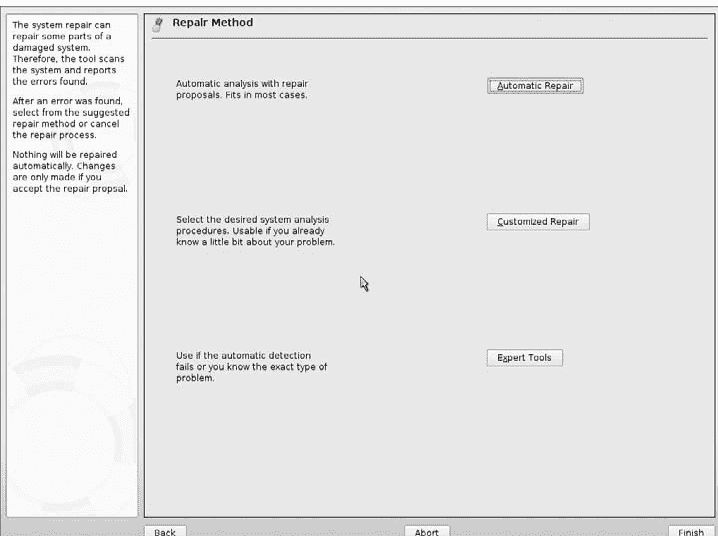 The system repair can
repair some parts of a
damaged system.
Therefore, the tool scans
the system and reports
the errors found.
After an error was found,
select from the suggested
repair method or cancel
the repair process.
Nothing will be repaired
automatically. Changes
are only made if you
accept the repair propsal.
Repair Method
Automatic analysis with repair
proposals. Fits in most cases.
Automatic Repair
Select the desired system analysis
procedures. Usable if you already
know a little bit about your problem.
Customized Repair
Use if the automatic detection
fails or you know the exact type of
problem.
Expert Tools
Back
Abort
Finish